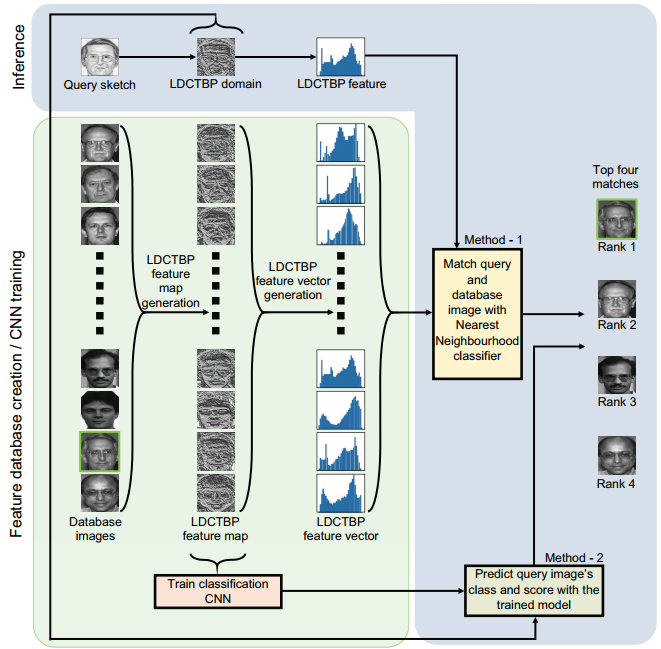 Inference
Query sketch
LDCTBP domain
LDCTBP feature
Feature database creation / CNN training
LDCTBP
feature
map
generation
LDCTBP
feature vector
generation
Database
images
LDCTBP
feature map
LDCTBP
feature vector
Train classification
CNN
Method - 1
Match query
and
database
image with
Nearest
Neighbourhood
classifier
Method - 2
Predict query image's
class and score with the
trained model
Top four
matches
Rank 1
Rank 2
Rank 3
Rank 4